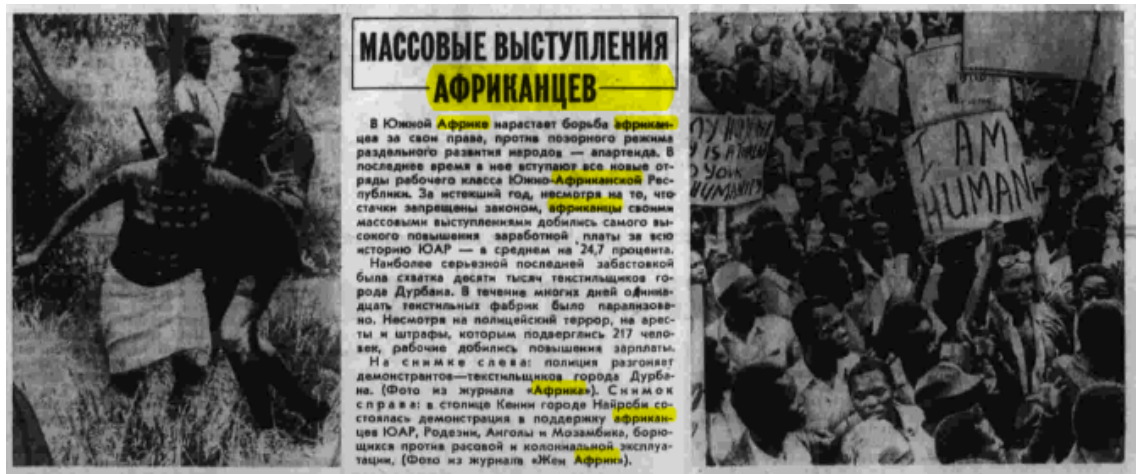 МАССОВЫЕ ВЫСТУПЛЕНИЯ
АФРИКАНЦЕВ
В Южной Африке нарастает борьба африкан-
цев за свои права, против позорного режима
раздельного развития народов — апартеида. В
последнее время в нее вступают все новые от-
ряды рабочего класса Южно-Африканской Рес-
публики. За истекший год, несмотря на то, что
стачки запрещены законом, африканцы своими
массовыми выступлениями добились самого вы-
сокого повышения заработной платы за всю
историю ЮАР — в среднем на 24,7 процента.
Наиболее серьезной последней забастовкой
была схватка десяти тысяч текстильщиков го-
рода Дурбана. В течение многих дней одинна-
дцать текстильных фабрик было парализова-
но. Несмотря на полицейский террор, на арес-
ты и штрафы, которым подверглись 217 чело-
век, рабочие добились повышения зарплаты.
На снимке слева: полиция разгоняет
демонстрантов—текстильщиков города Дурба-
на. (Фото из журнала «Африка»). Снимок
справа: в столице Кении городе Найроби со-
стоялась демонстрация в поддержку африкан-
цев ЮАР, Родезии, Анголы и Мозамбика, борю-
щихся против расовой и колониальной эксплуа-
тации. (Фото из журнала «Жен Африк»).
MY
IS A
YOUR
HUMANITY
I AM
HUMAN